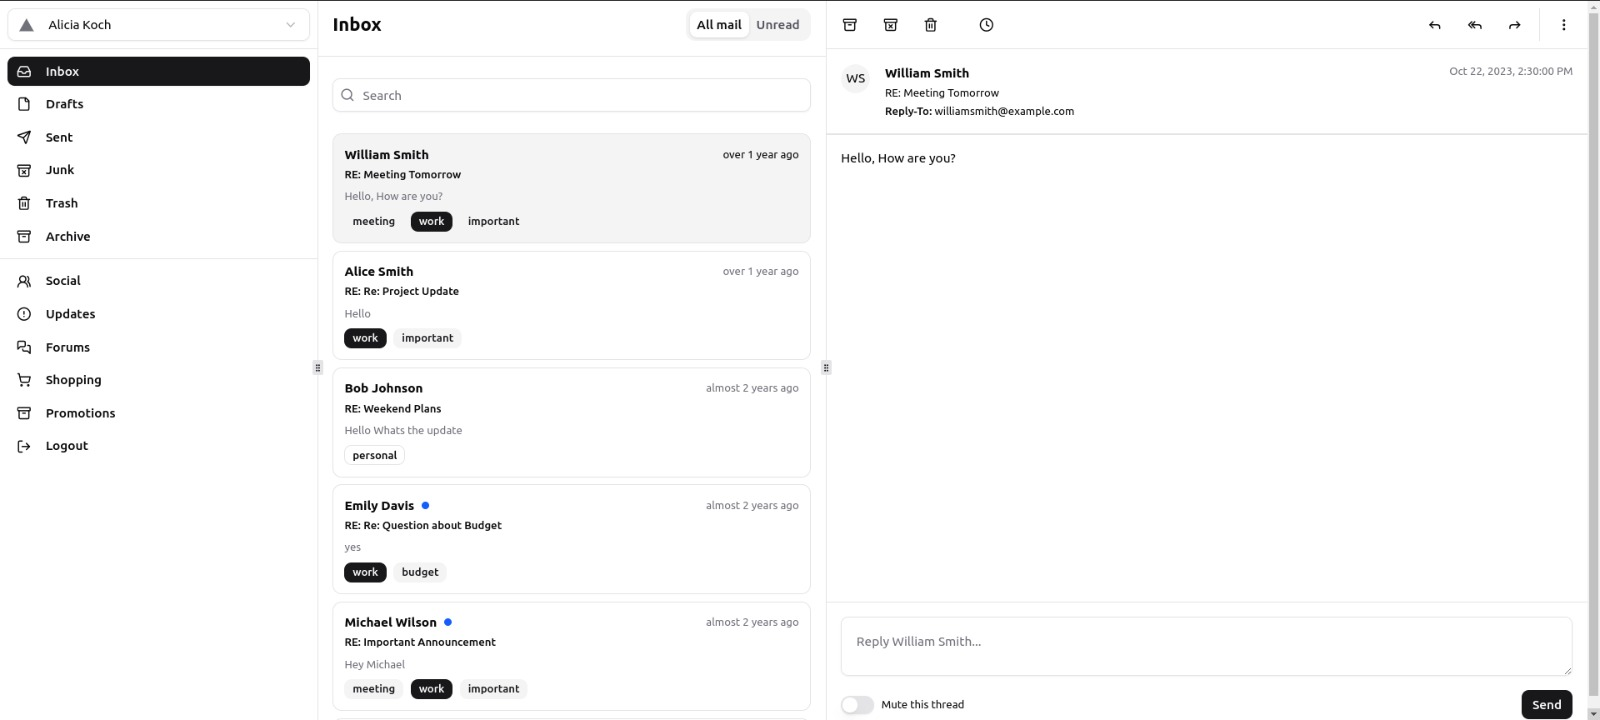 Alicia Koch
Inbox
Drafts
Sent
Junk
Trash
Archive
Social
Updates
Forums
Shopping
Promotions
Logout
Inbox
All mail Unread
Search
William Smith over 1 year ago
RE: Meeting Tomorrow
Hello, How are you?
meeting work important
Alice Smith over 1 year ago
RE: Re: Project Update
Hello
work important
Bob Johnson almost 2 years ago
RE: Weekend Plans
Hello Whats the update
personal
Emily Davis almost 2 years ago
RE: Re: Question about Budget
yes
work budget
Michael Wilson almost 2 years ago
RE: Important Announcement
Hey Michael
meeting work important
WS William Smith Oct 22, 2023, 2:30:00 PM
RE: Meeting Tomorrow
Reply-To: williamsmith@example.com
Hello, How are you?
Reply William Smith...
Mute this thread Send